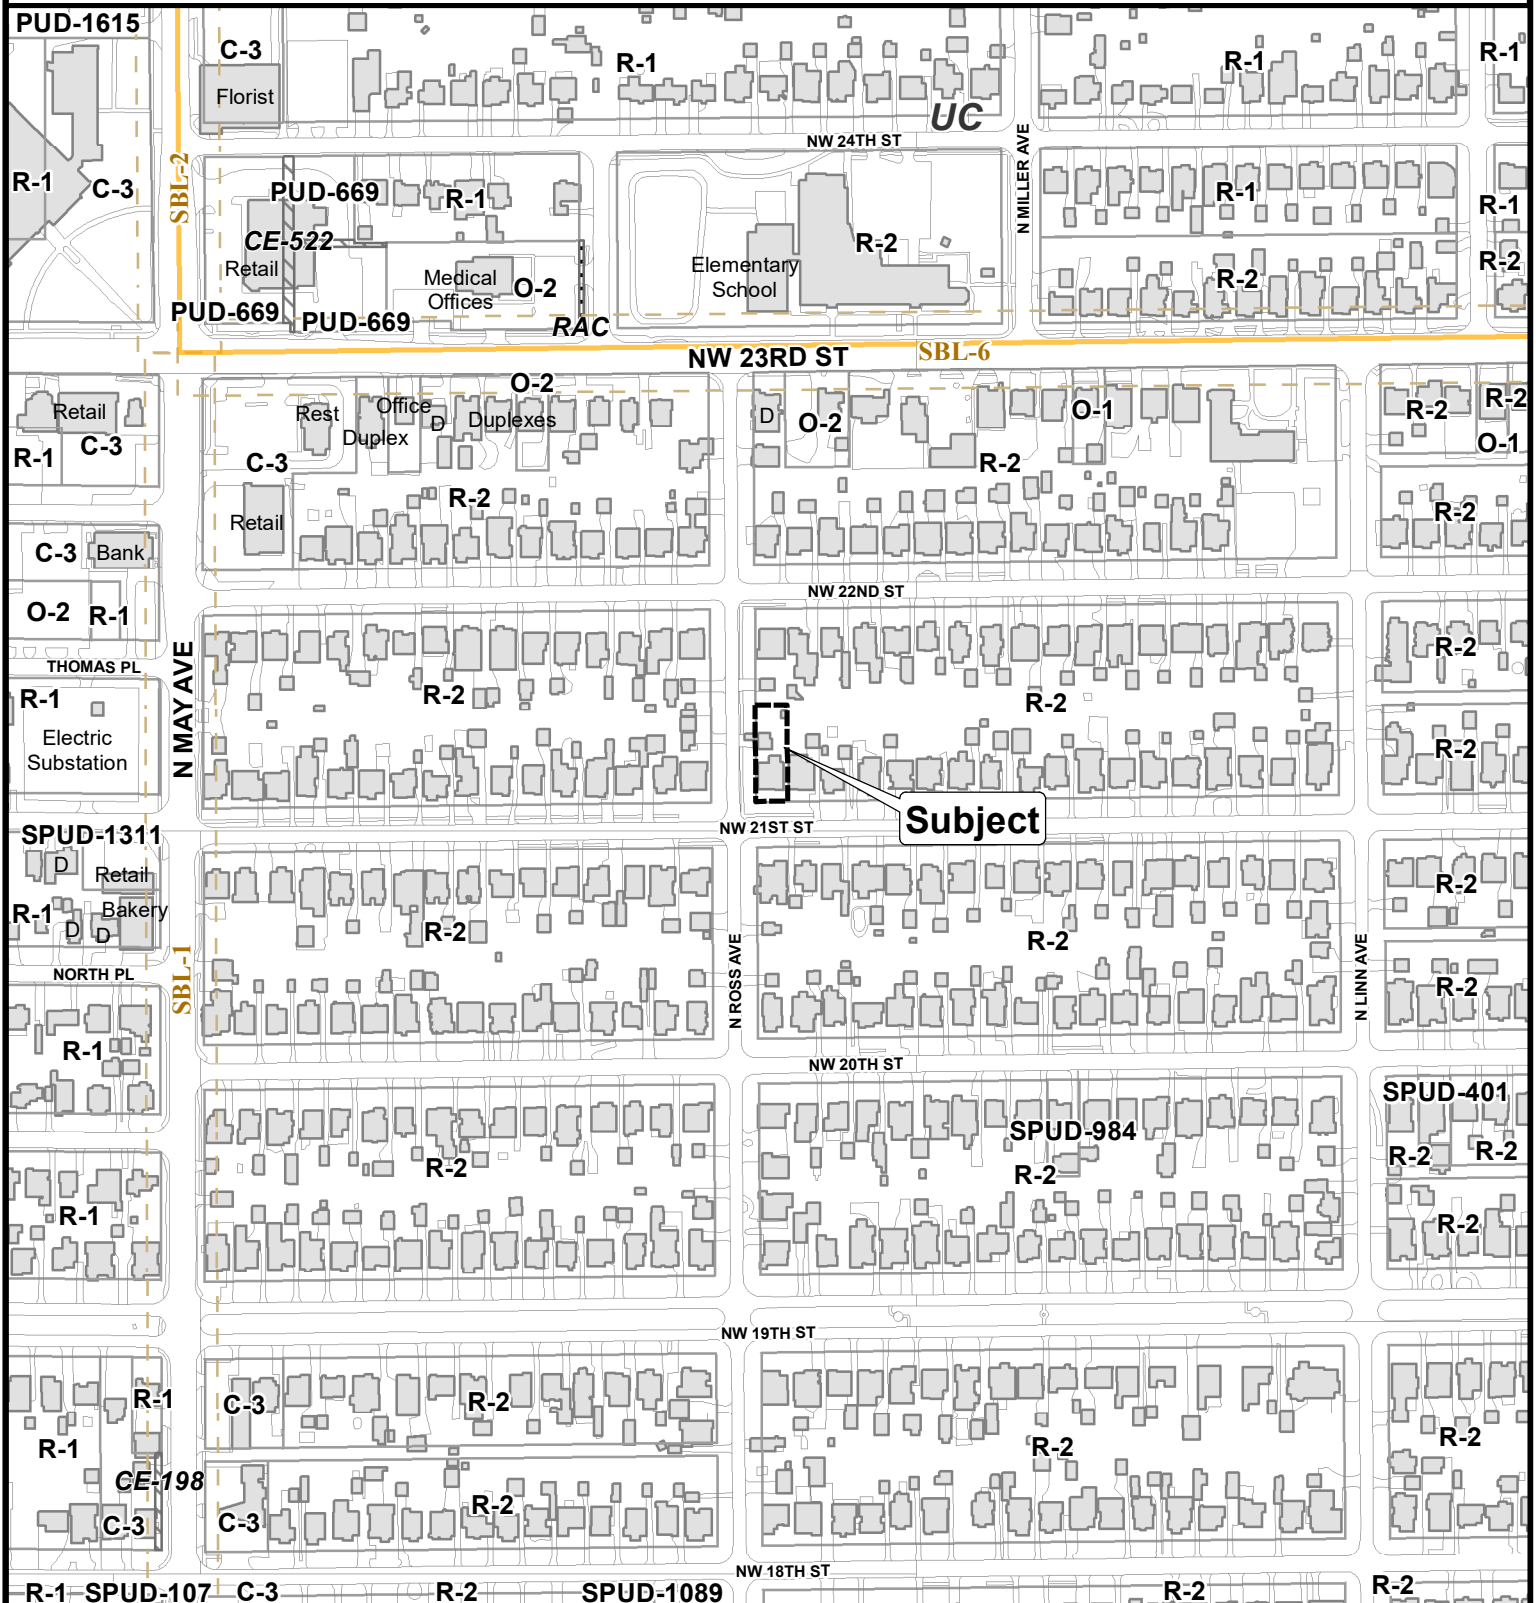 PUD-1615
C-3
Florist
R-1
R-1
R-1
UC
NW 24TH ST
N MILLER AVE
R-1
C-3
SBL-2
PUD-669
R-1
CE-522
Retail
Medical
Offices
O-2
PUD-669
PUD-669
RAC
Elementary
School
R-2
R-1
R-2
R-1
R-2
NW 23RD ST
SBL-6
Retail
C-3
R-1
Rest
Duplex
Office
D
O-2
Duplexes
C-3
R-2
Retail
D
O-2
O-1
R-2
R-2
R-2
O-1
R-2
C-3
Bank
O-2
R-1
NW 22ND ST
THOMAS PL
N MAY AVE
R-1
Electric
Substation
R-2
R-2
R-2
R-2
Subject
NW 21ST ST
SPUD-1311
D
Retail
R-1
Bakery
D
D
R-2
R-2
R-2
NORTH PL
SBL-1
N ROSS AVE
N LINN AVE
R-2
R-1
NW 20TH ST
SPUD-984
SPUD-401
R-2
R-2
R-2
R-2
R-1
R-2
NW 19TH ST
R-1
C-3
R-2
R-1
R-2
R-2
CE-198
C-3
C-3
R-2
NW 18TH ST
R-1
SPUD-107
C-3
R-2
SPUD-1089
R-2
R-2